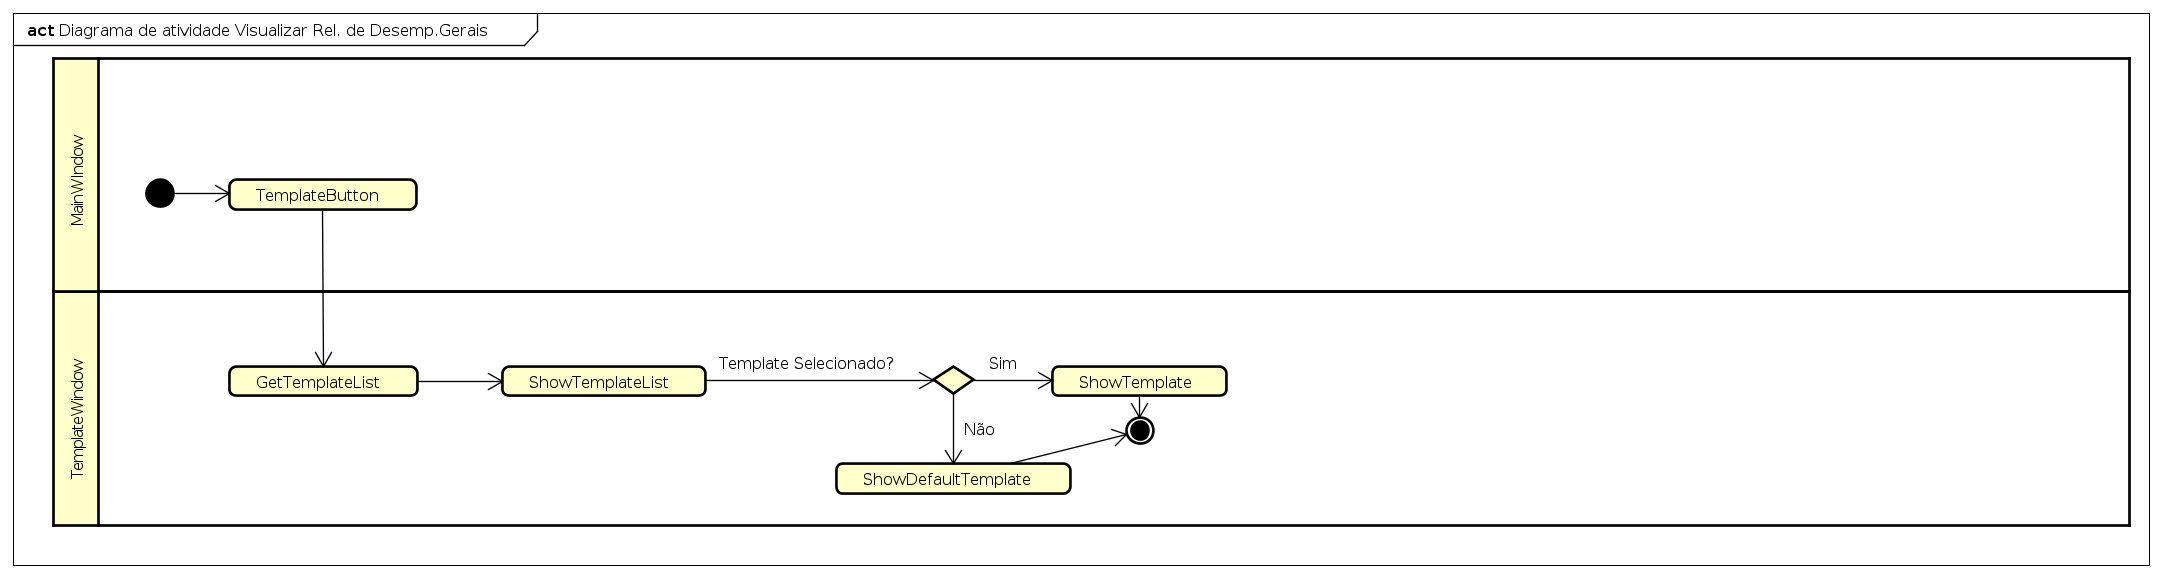 act Diagrama de atividade Visualizar Rel. de Desemp.Gerais
MainWIndow
TemplateButton
TemplateWindow
GetTemplateList
ShowTemplateList
Template Selecionado?
Sim
ShowTemplate
Não
ShowDefaultTemplate